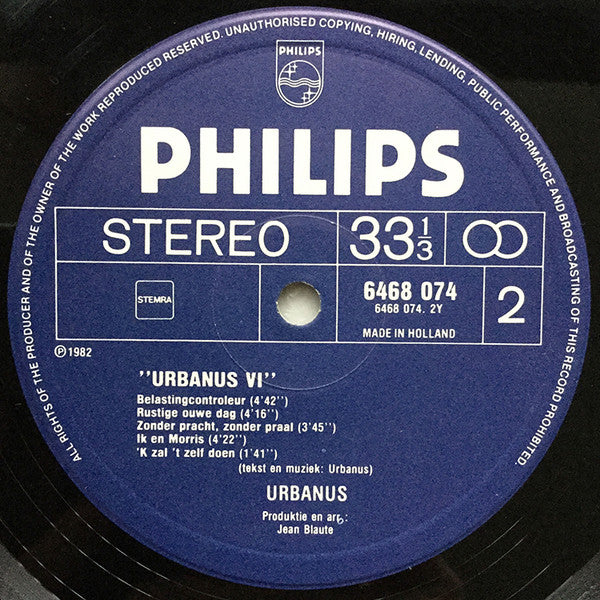 ALL RIGHTS OF THE PRODUCER AND OF THE OWNER OF THE WORK REPRODUCED RESERVED. UNAUTHORISED COPYING, HIRING, LENDING, PUBLIC PERFORMANCE AND BROADCASTING OF THIS RECORD PROHIBITED.
PHILIPS
PHILIPS
STEREO 33 1/3
STEMRA
6468 074
6468 074. 2Y
MADE IN HOLLAND
2
℗ 1982
''URBANUS VI''
Belastingcontroleur (4'42'')
Rustige ouwe dag (4'16'')
Zonder pracht, zonder praal (3'45'')
Ik en Morris (4'22'')
'K zal 't zelf doen (1'41'')
(tekst en muziek: Urbanus)
URBANUS
Produktie en arr.:
Jean Blaute